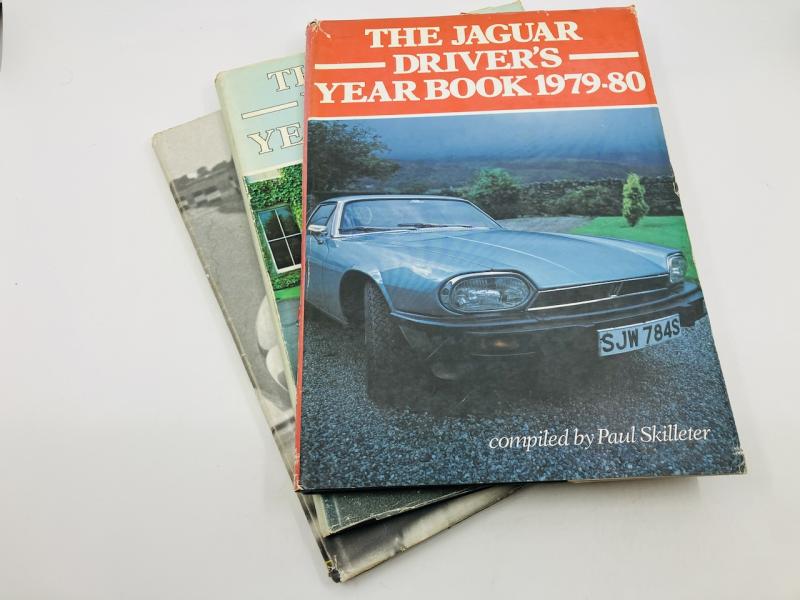 THE JAGUAR
DRIVER'S
YEAR BOOK 1979-80
SJW 784S
compiled by Paul Skilleter